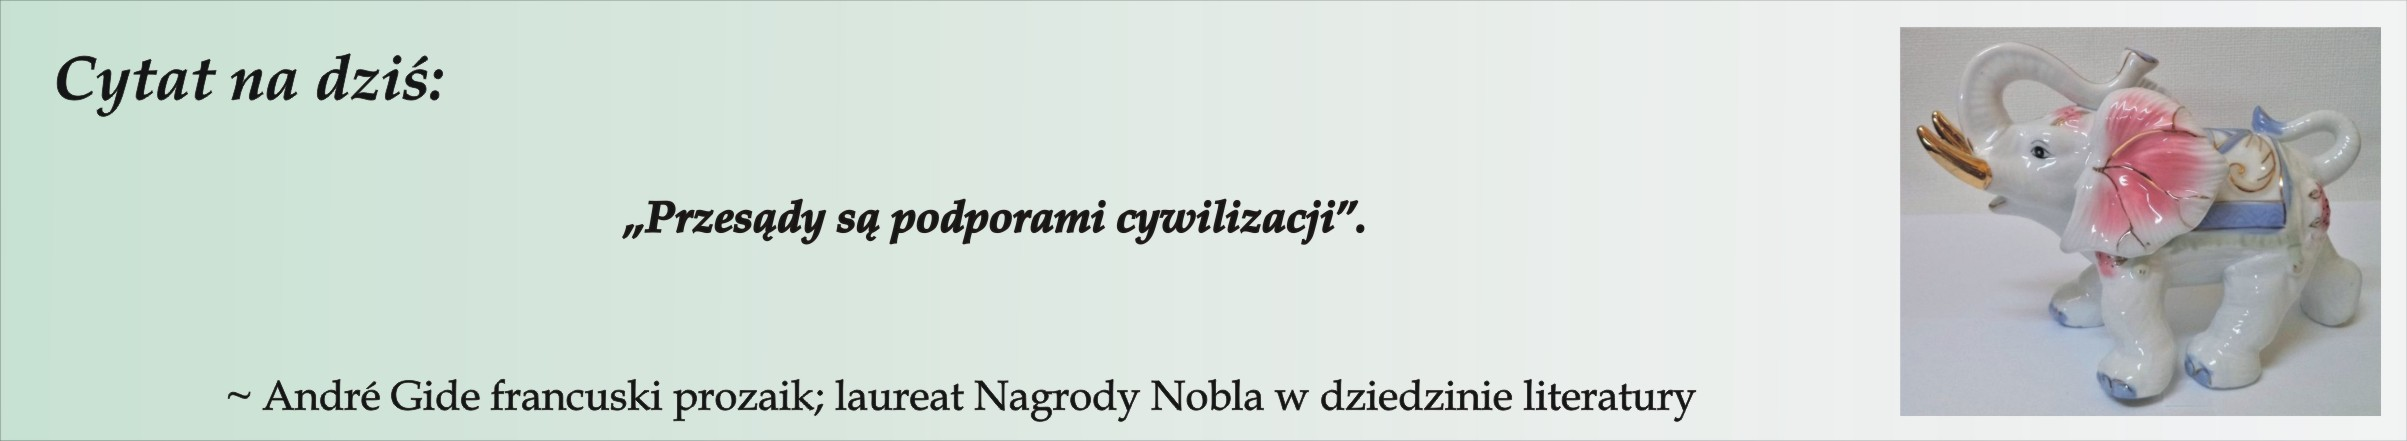 Cytat na dziś:
„Przesądy są podporami cywilizacji”.
~ André Gide francuski prozaik; laureat Nagrody Nobla w dziedzinie literatury